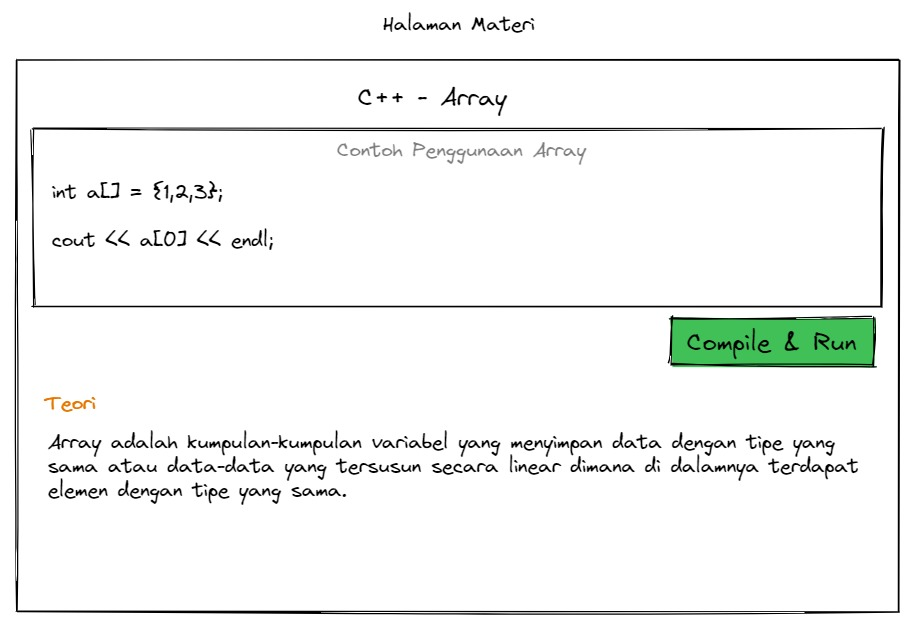 Halaman Materi
C++ - Array
Contoh Penggunaan Array
int a[] = {1,2,3};
cout << a[0] << endl;
Compile & Run
Teori
Array adalah kumpulan-kumpulan variabel yang menyimpan data dengan tipe yang
sama atau data-data yang tersusun secara linear dimana di dalamnya terdapat
elemen dengan tipe yang sama.